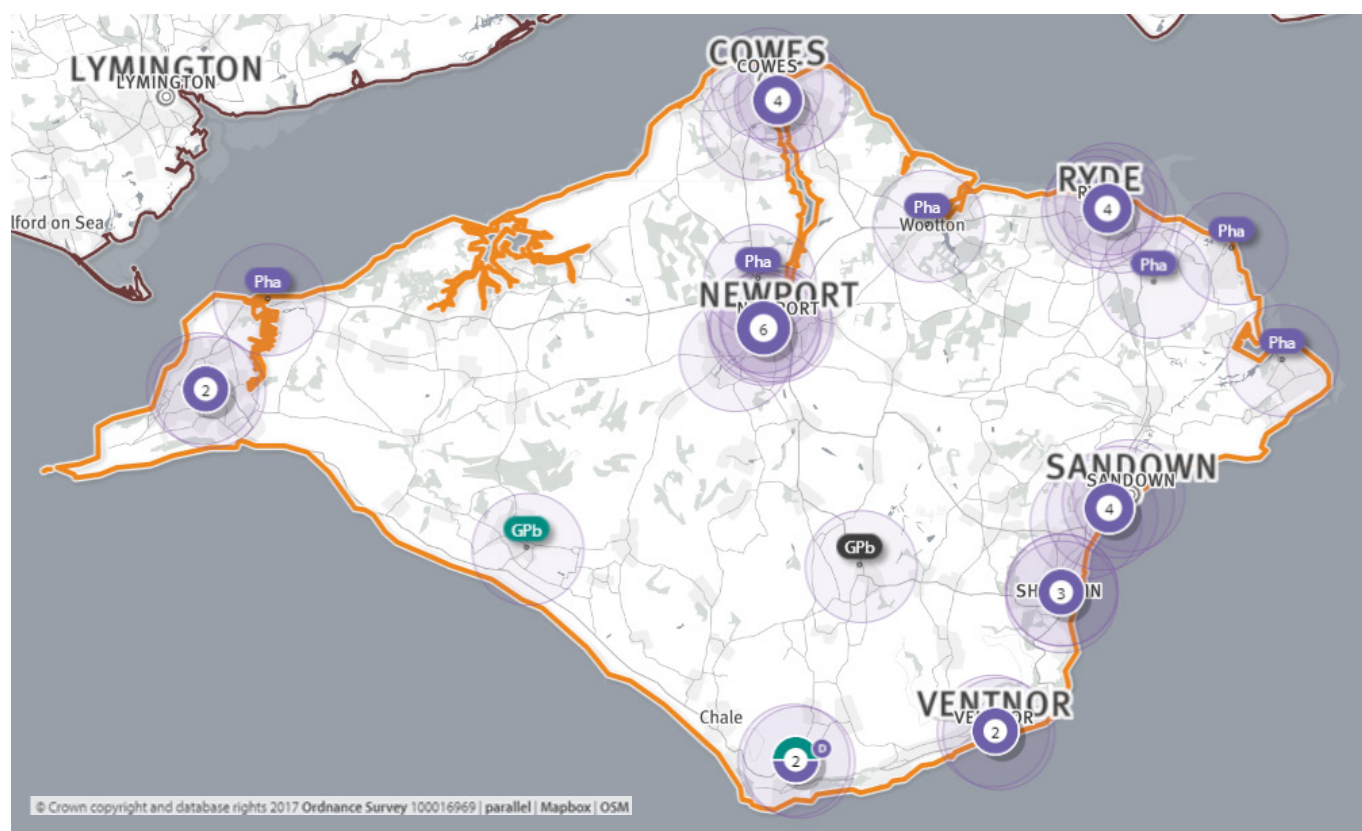 COWES
COWES
4
LYMINGTON
LYMINGTON
RYDE
4
Pha
Wootton
Pha
lford on Sea
Pha
Pha
Pha
NEWPORT
6
Pha
2
SANDOWN
SANDOWN
4
GPb
GPb
3
VENTNOR
2
Chale
D
2
© Crown copyright and database rights 2017 Ordnance Survey 100016969 | parallel | Mapbox | OSM